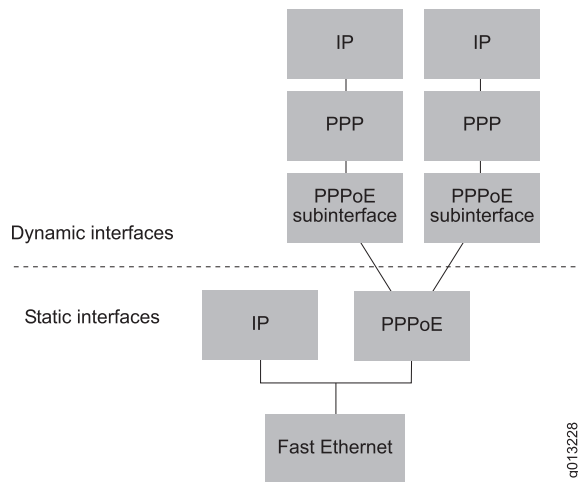 IP
IP
PPP
PPP
PPPoE
subinterface
PPPoE
subinterface
Dynamic interfaces
Static interfaces
IP
PPPoE
Fast Ethernet
g013228